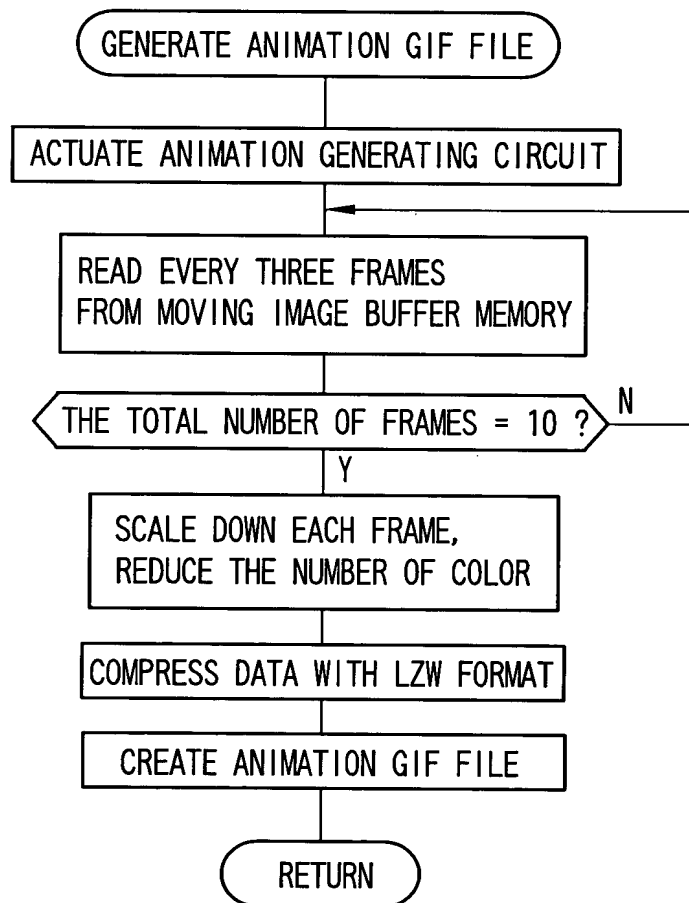 GENERATE ANIMATION GIF FILE
ACTUATE ANIMATION GENERATING CIRCUIT
READ EVERY THREE FRAMES
FROM MOVING IMAGE BUFFER MEMORY
THE TOTAL NUMBER OF FRAMES = 10 ?
N
Y
SCALE DOWN EACH FRAME,
REDUCE THE NUMBER OF COLOR
COMPRESS DATA WITH LZW FORMAT
CREATE ANIMATION GIF FILE
RETURN